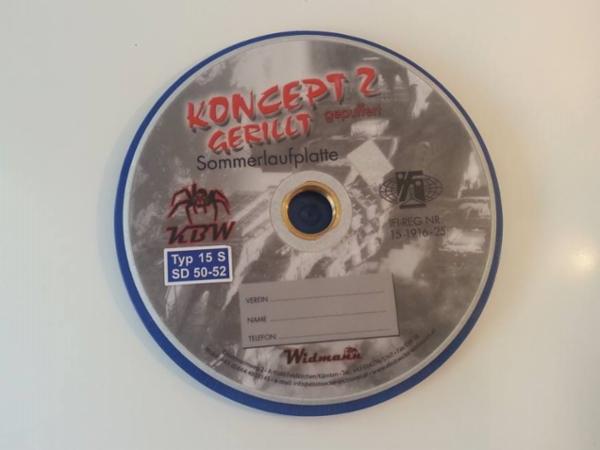 KONCEPT 2
GERILLT gepuffert
Sommerlaufplatte
KBW
IFI-REG NR.
15-1916-25
Typ 15 S
SD 50-52
VEREIN
NAME
TELEFON:
Widmann